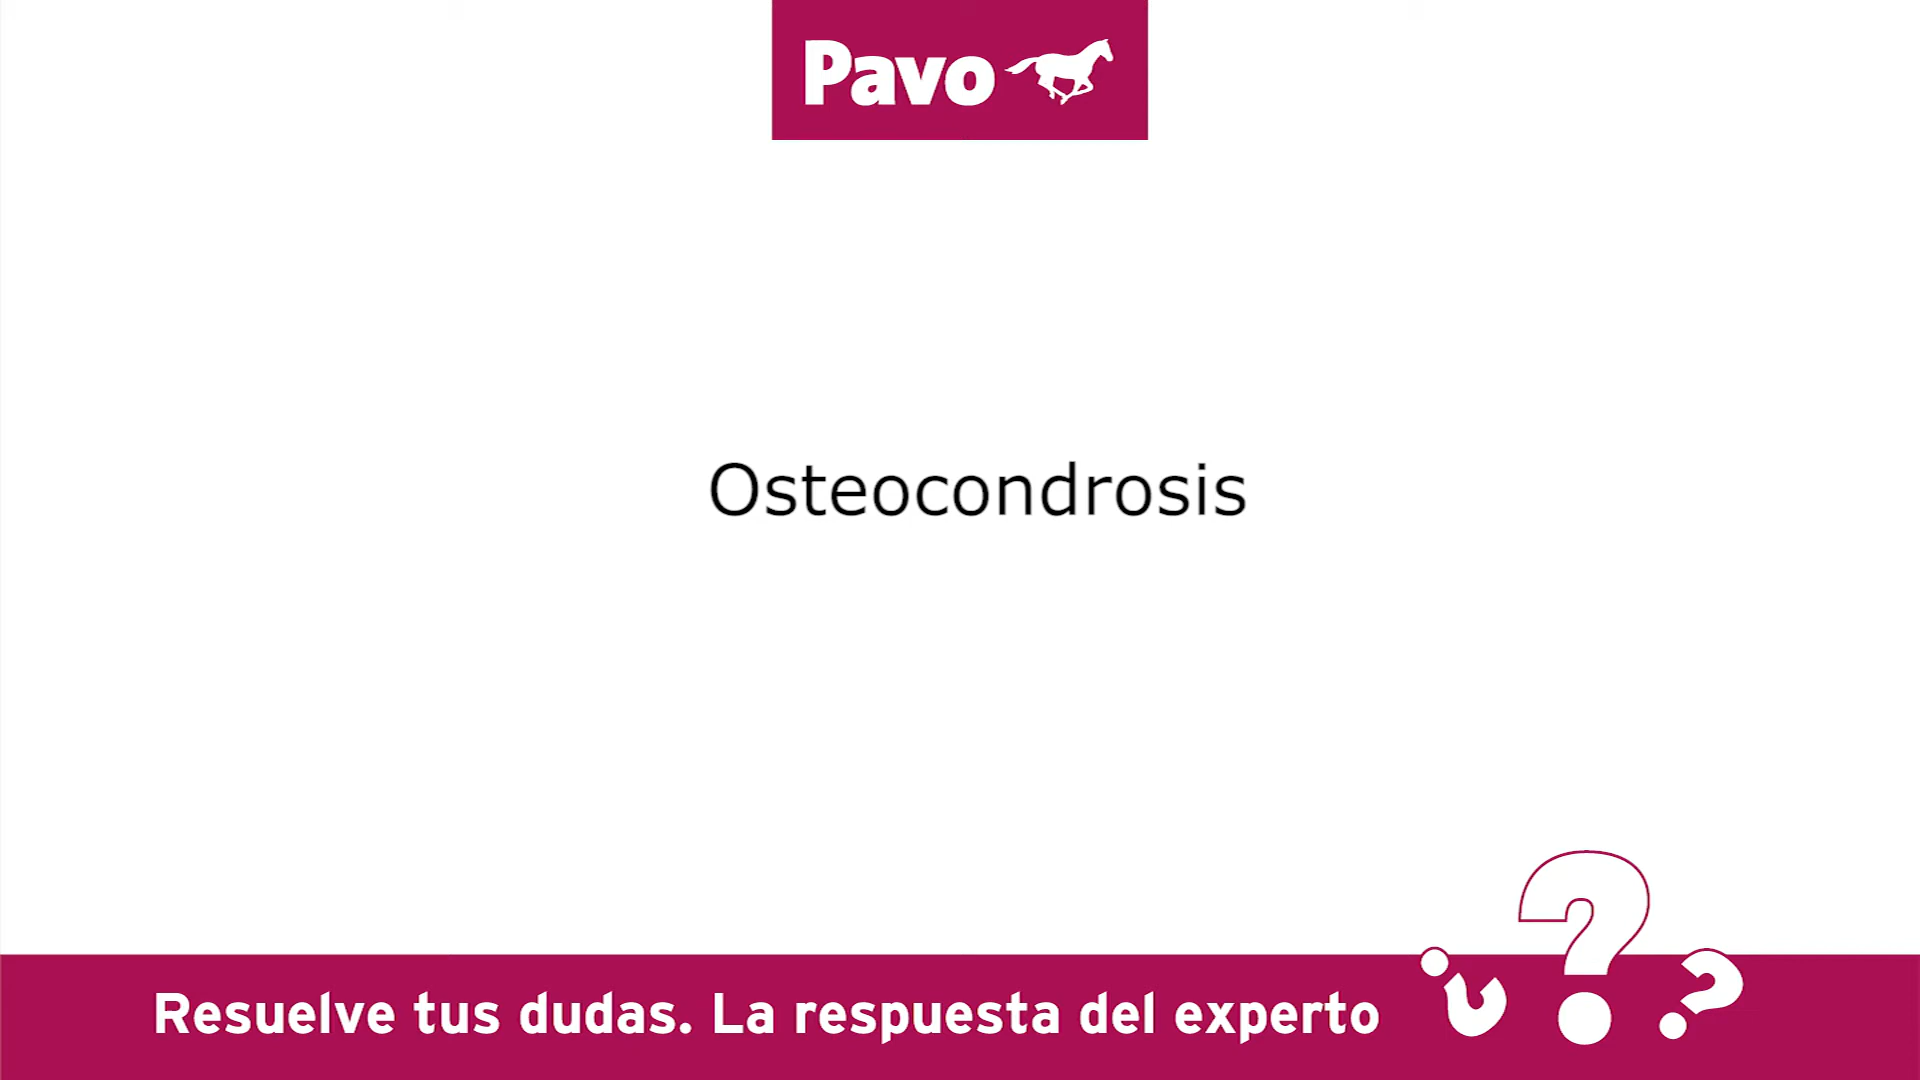 Pavo
Osteocondrosis
Resuelve tus dudas. La respuesta del experto ¿??